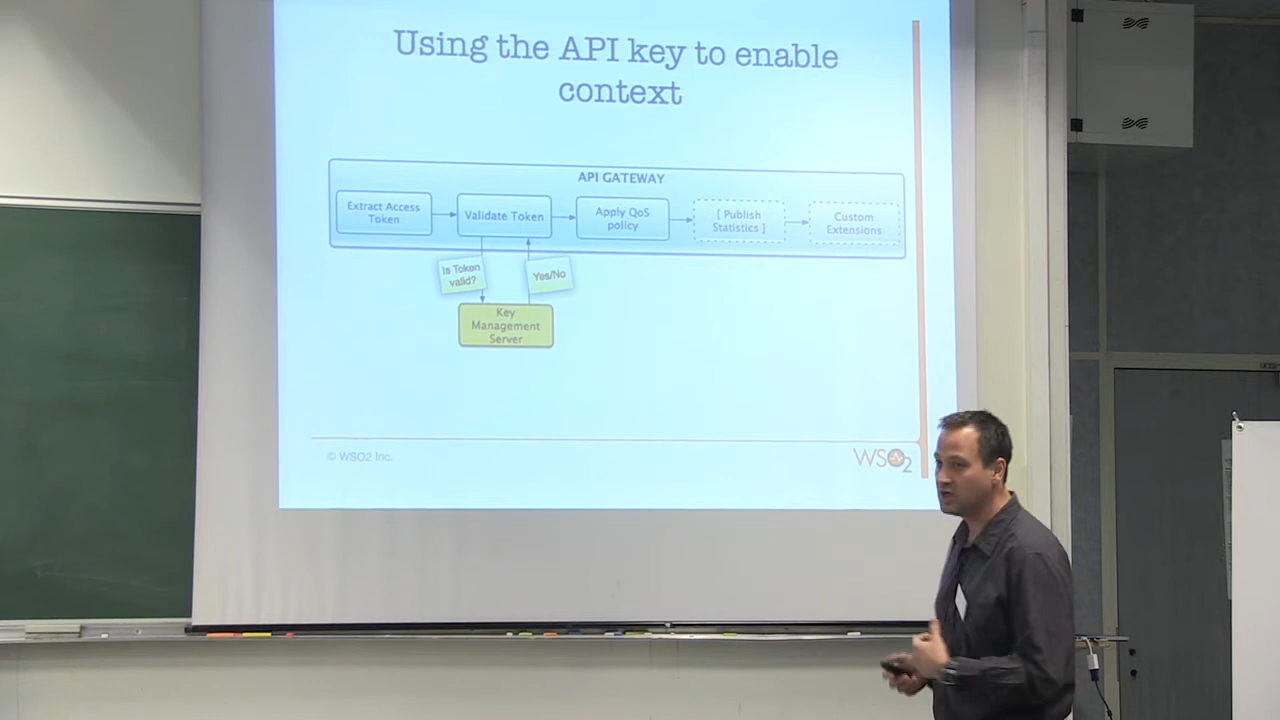 Using the API key to enable
context
API GATEWAY
Extract Access
Token
Validate Token
Apply QoS
policy
[ Publish
Statistics ]
Custom
Extensions
Is Token
valid?
Yes/No
Key
Management
Server
© WSO2 Inc.
WSO2